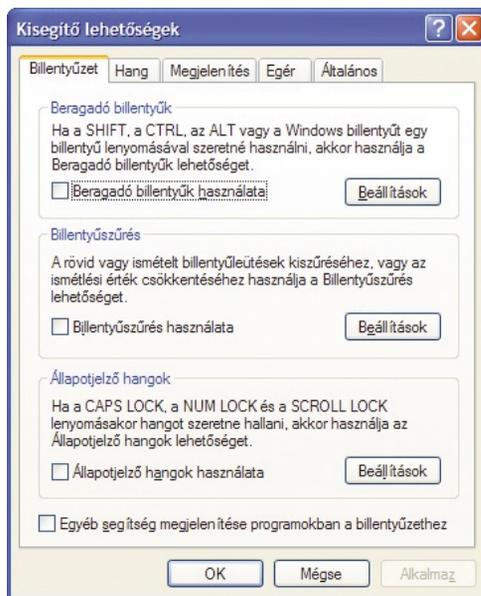 Kisegítő lehetőségek
Billentyűzet Hang Megjelenítés Egér Általános
Beragadó billentyűk
Ha a SHIFT, a CTRL, az ALT vagy a Windows billentyűt egy
billentyű lenyomásával szeretné használni, akkor használja a
Beragadó billentyűk lehetőséget.
Beragadó billentyűk használata
Beállítások
Billentyűszűrés
A rövid vagy ismételt billentyűleütések kiszűréséhez, vagy az
ismétlési érték csökkentéséhez használja a Billentyűszűrés
lehetőséget.
Billentyűszűrés használata
Beállítások
Állapotjelző hangok
Ha a CAPS LOCK, a NUM LOCK és a SCROLL LOCK
lenyomásakor hangot szeretne hallani, akkor használja az
Állapotjelző hangok lehetőséget.
Állapotjelző hangok használata
Beállítások
Egyéb segítség megjelenítése programokban a billentyűzethez
OK Mégse Alkalmaz